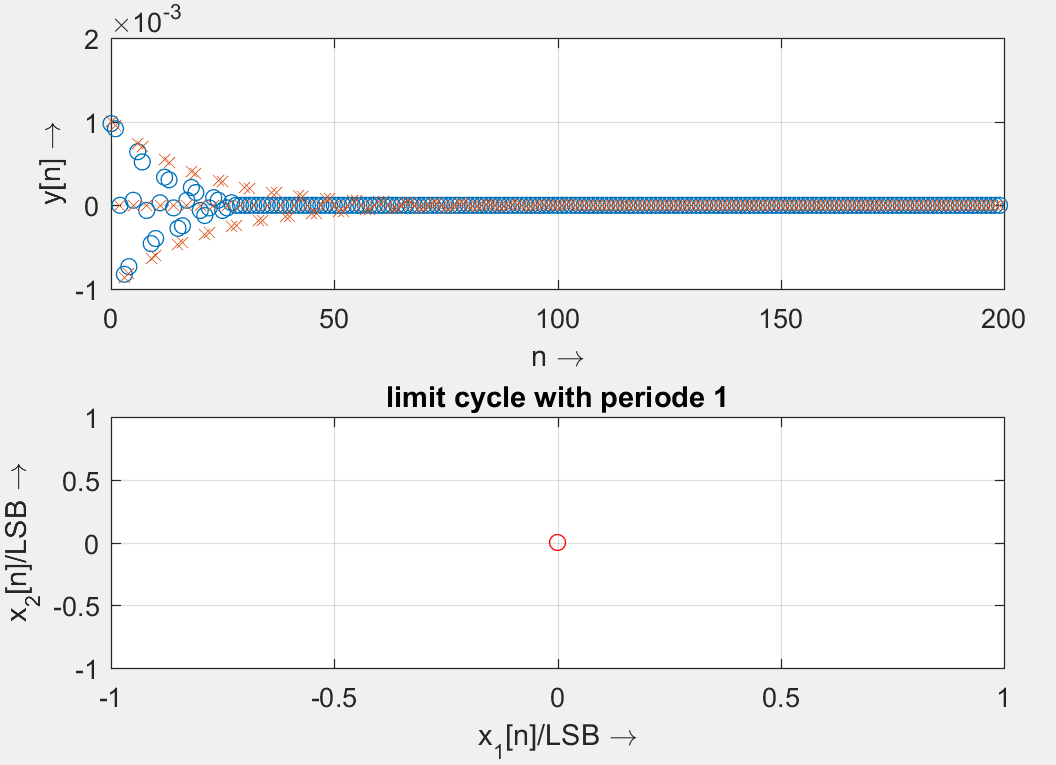 ×10-3
2
1
0
-1
y[n] →
0 50 100 150 200
n →
limit cycle with periode 1
1
0.5
0
-0.5
-1
x2[n]/LSB →
-1 -0.5 0 0.5 1
x1[n]/LSB →